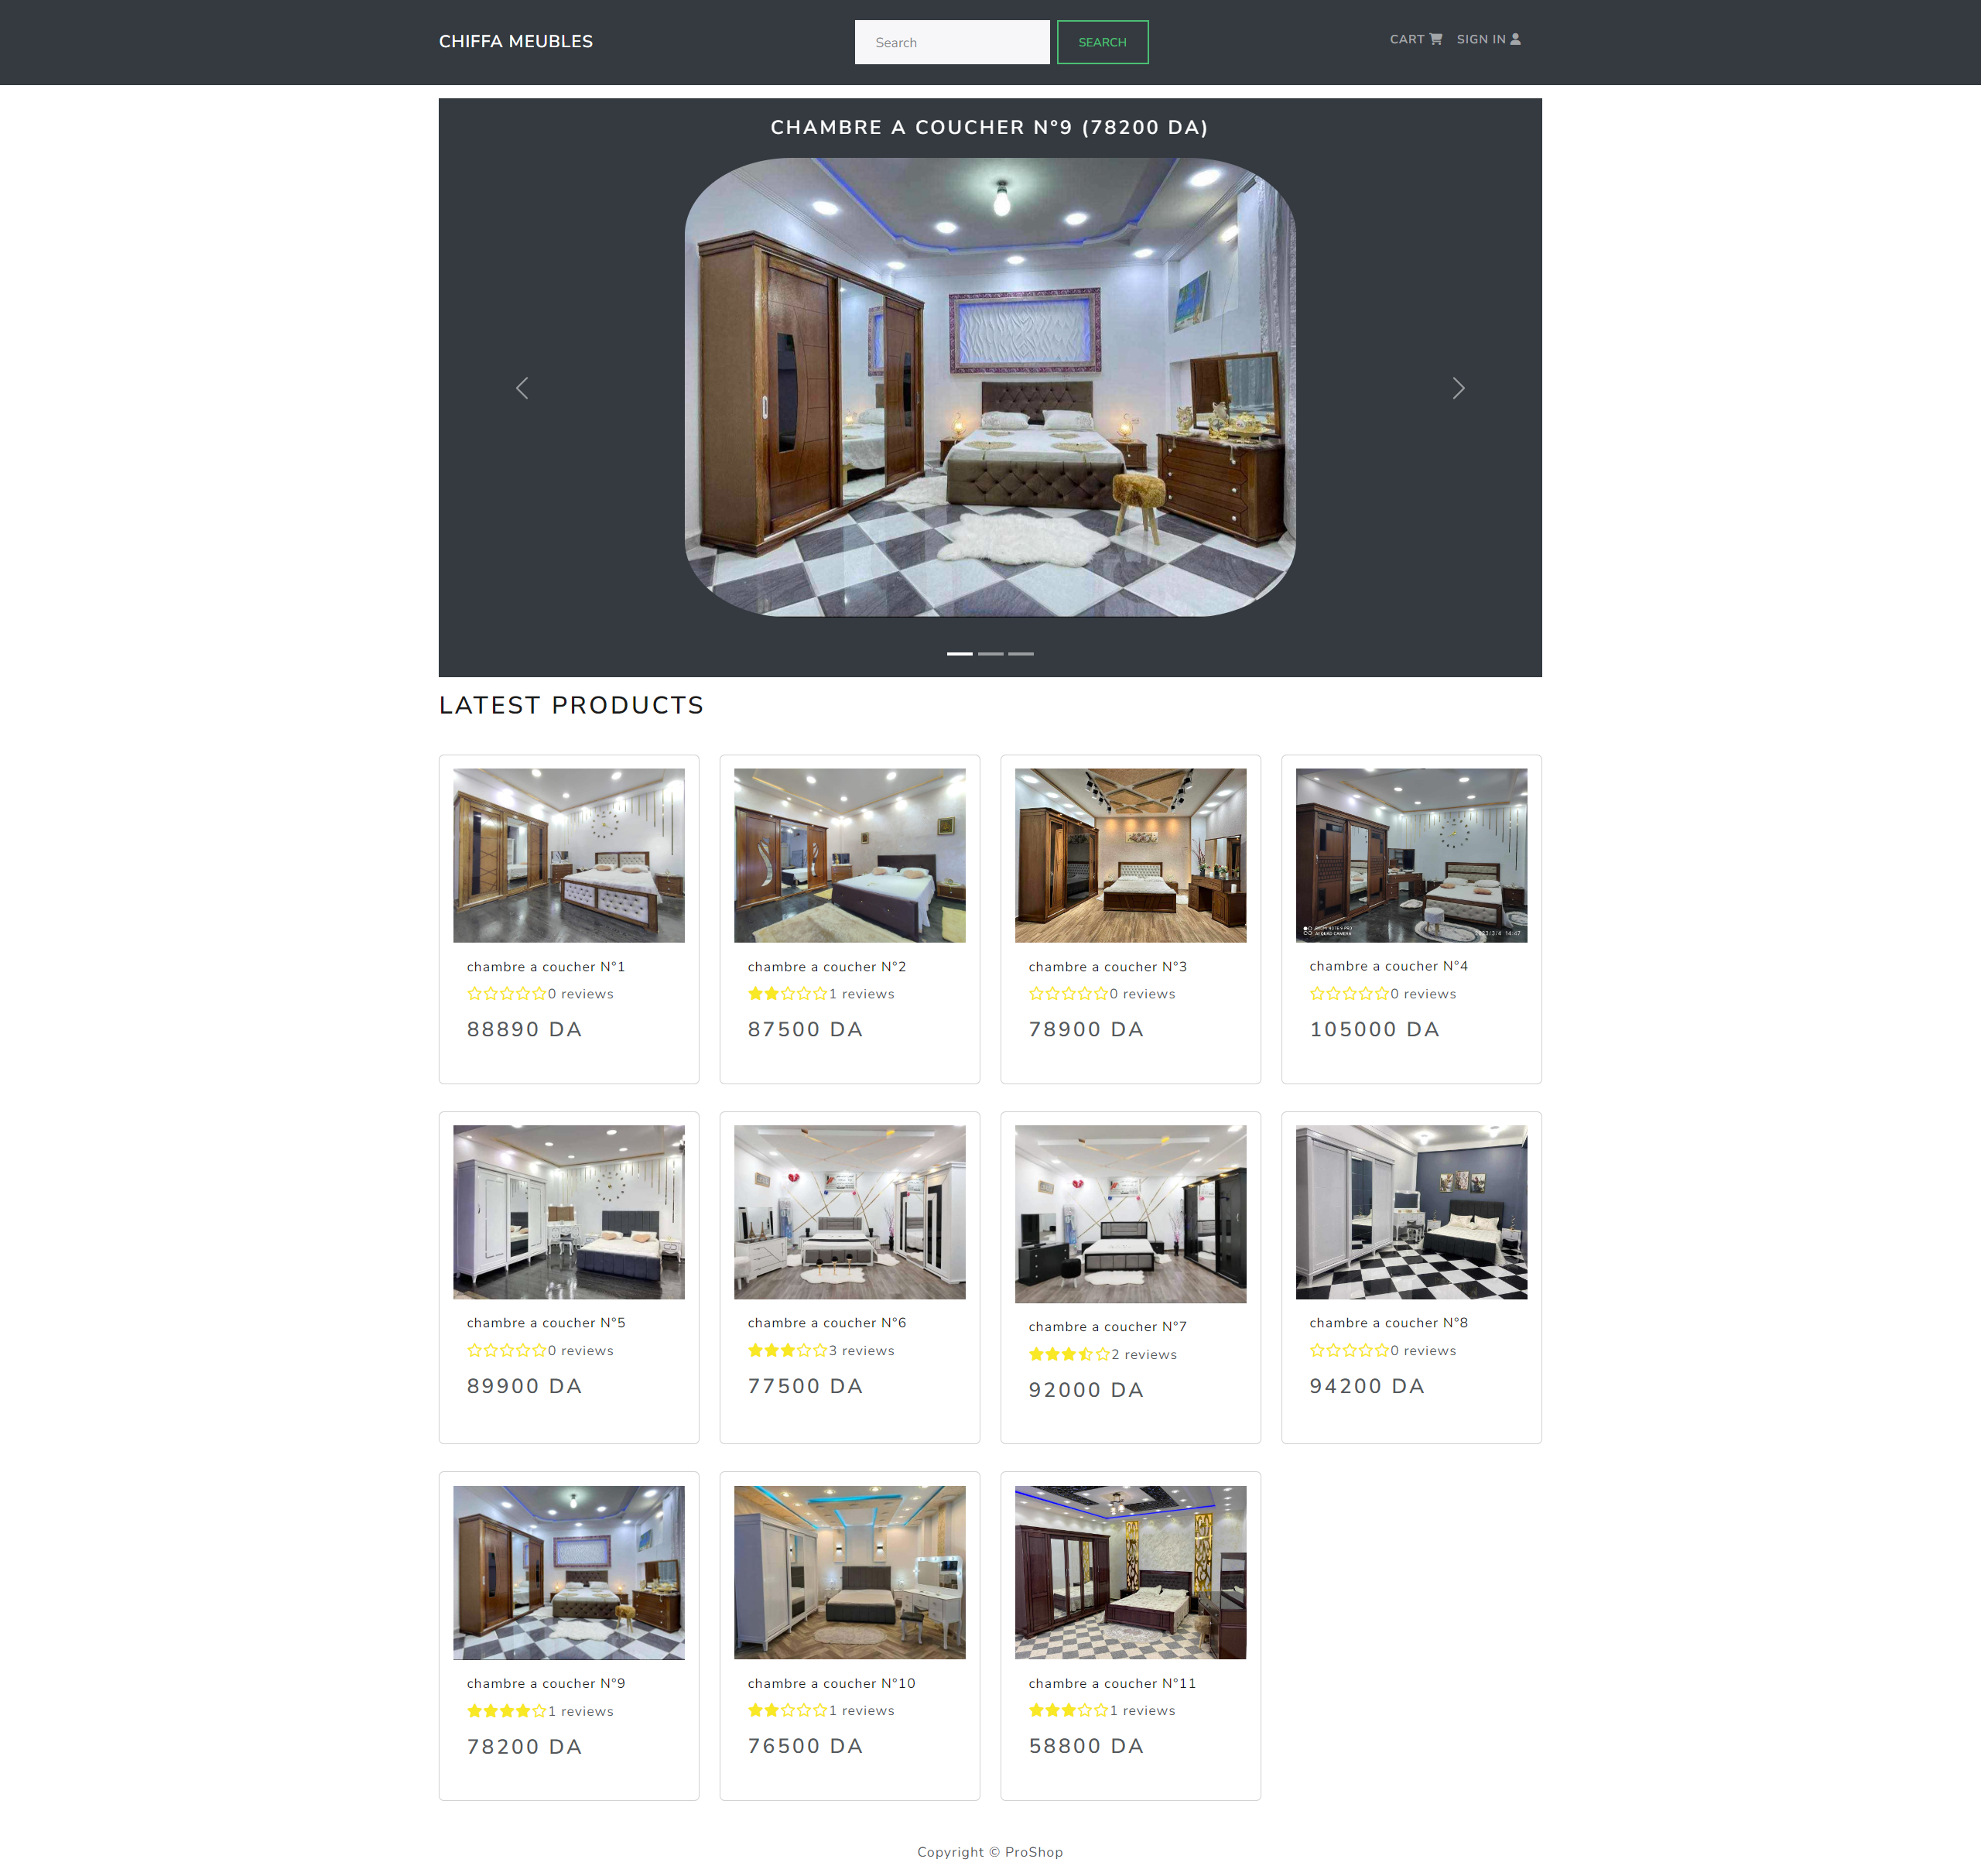 CHIFFA MEUBLES
Search
SEARCH
CART
SIGN IN
CHAMBRE A COUCHER N°9 (78200 DA)
LATEST PRODUCTS
chambre a coucher N°1
0 reviews
88890 DA
chambre a coucher N°2
1 reviews
87500 DA
chambre a coucher N°3
0 reviews
78900 DA
chambre a coucher N°4
0 reviews
105000 DA
chambre a coucher N°5
0 reviews
89900 DA
chambre a coucher N°6
3 reviews
77500 DA
chambre a coucher N°7
2 reviews
92000 DA
chambre a coucher N°8
0 reviews
94200 DA
chambre a coucher N°9
1 reviews
78200 DA
chambre a coucher N°10
1 reviews
76500 DA
chambre a coucher N°11
1 reviews
58800 DA
Copyright © ProShop